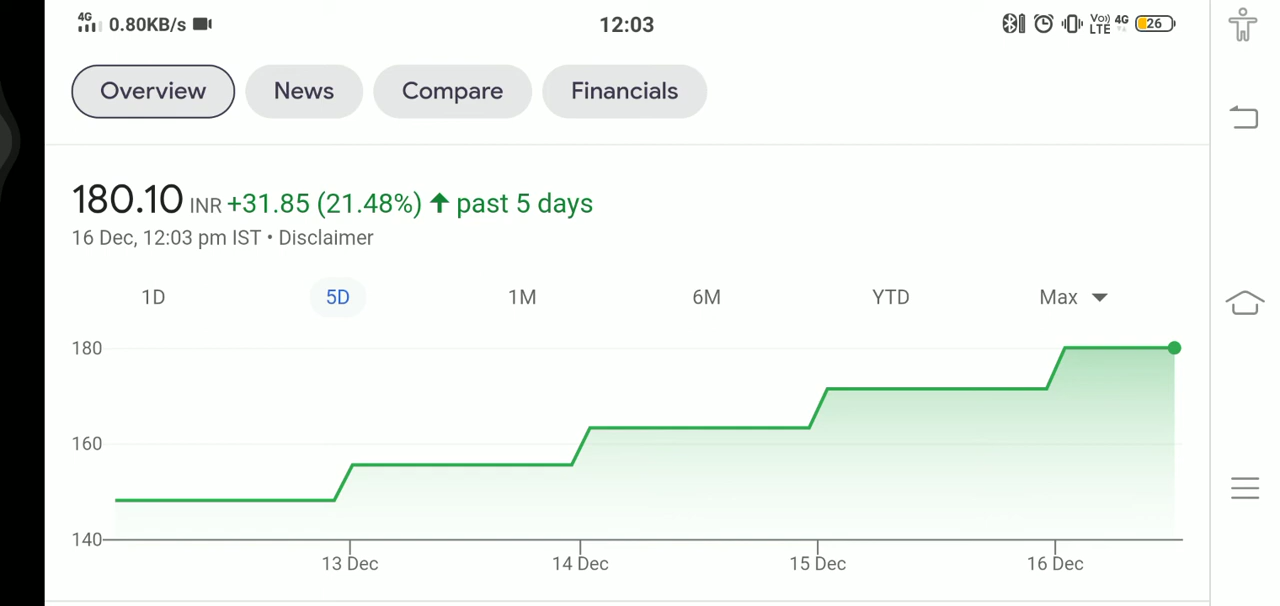 4G 0.80KB/s 12:03 Vo) LTE 4G 26
Overview News Compare Financials
180.10 INR +31.85 (21.48%) ↑ past 5 days
16 Dec, 12:03 pm IST • Disclaimer
1D 5D 1M 6M YTD Max
180
160
140
13 Dec 14 Dec 15 Dec 16 Dec